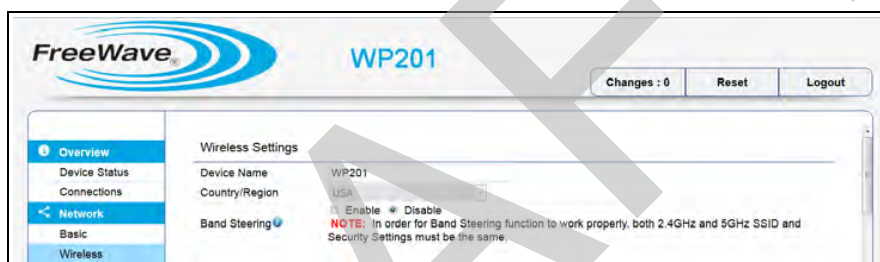 FreeWave®
WP201
Changes : 0 Reset Logout
Overview
Device Status
Connections
Network
Basic
Wireless
Wireless Settings
Device Name WP201
Country/Region USA
Band Steering Enable Disable
NOTE: In order for Band Steering function to work properly, both 2.4GHz and 5GHz SSID and
Security Settings must be the same.